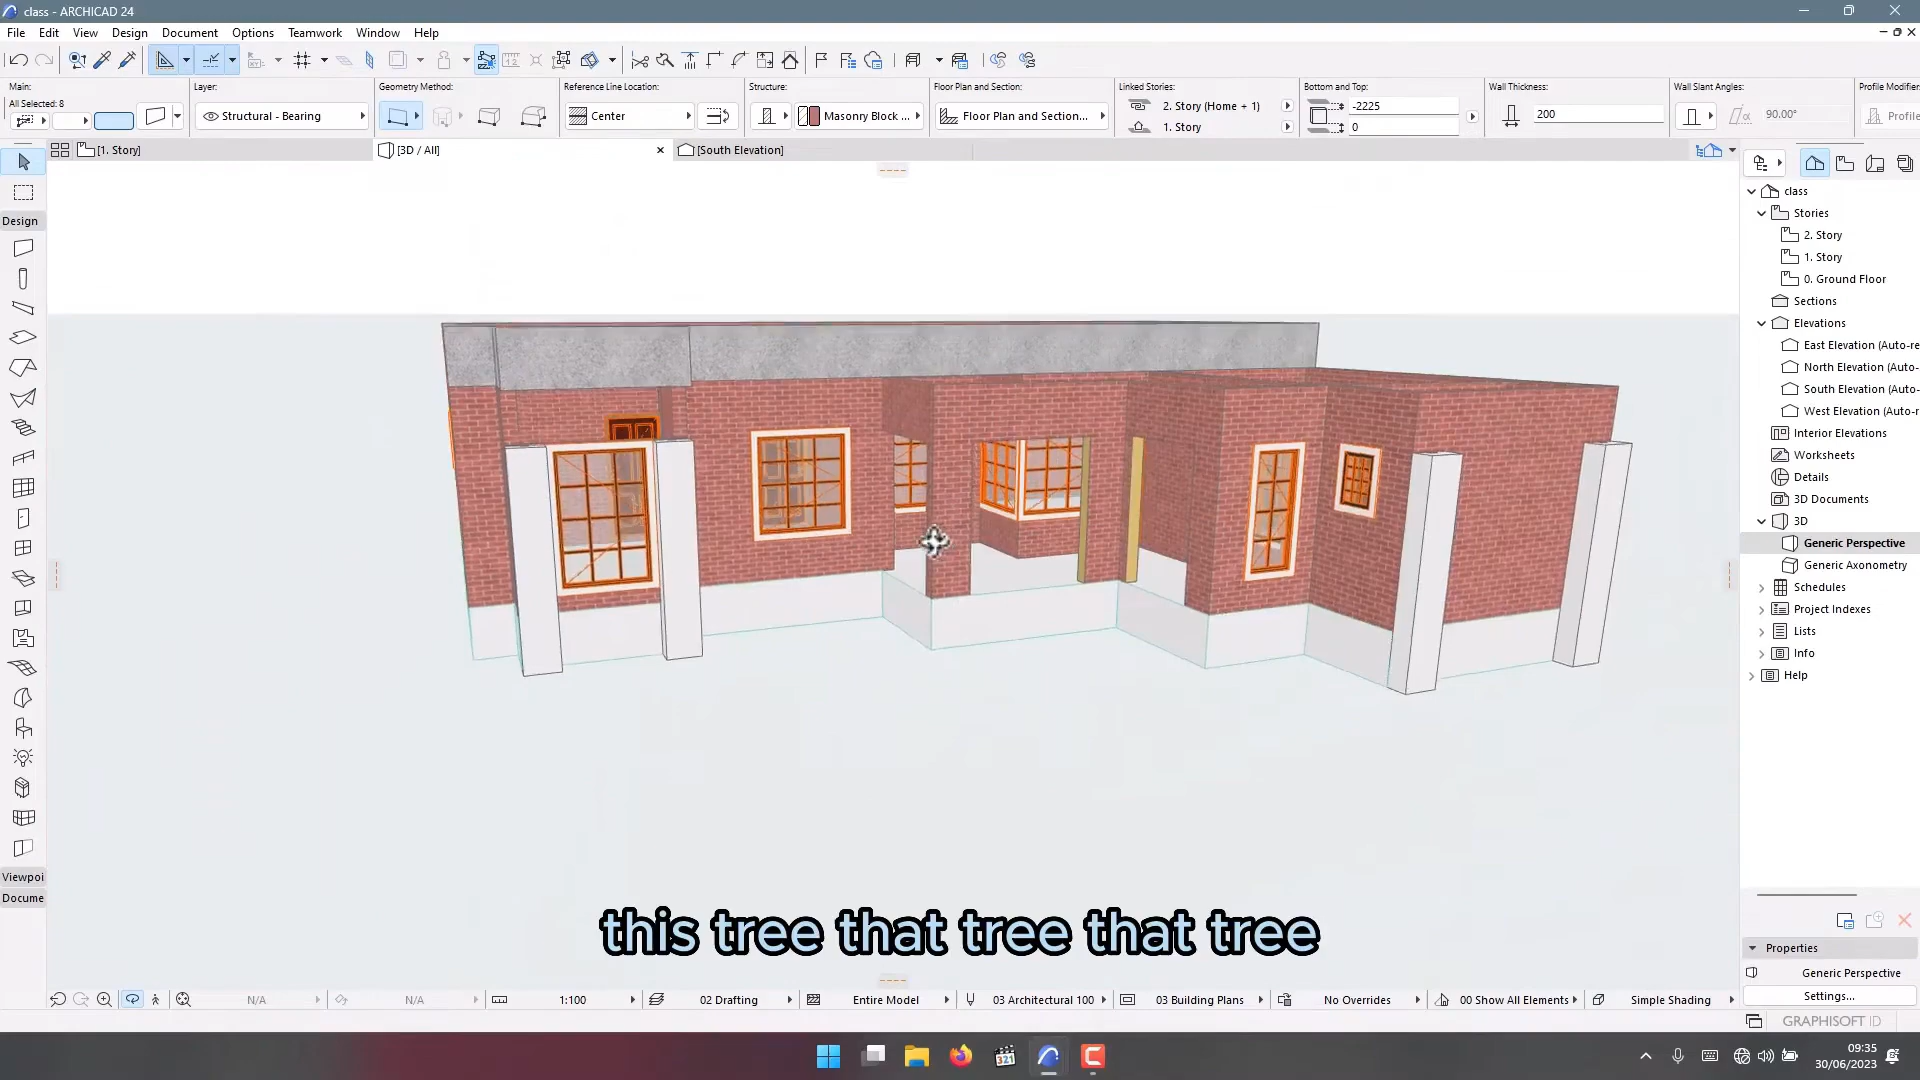 class - ARCHICAD 24
File Edit View Design Document Options Teamwork Window Help
Main:
All Selected: 8
Layer:
Structural - Bearing
Geometry Method:
Reference Line Location:
Center
Structure:
Masonry Block ...
Floor Plan and Section:
Floor Plan and Section...
Linked Stories:
2. Story (Home + 1)
1. Story
Bottom and Top:
-2225
0
Wall Thickness:
200
Wall Slant Angles:
90.00°
Profile Modifier
Profile
[1. Story]
[3D / All]
[South Elevation]
Design
Viewpoi
Docume
class
Stories
2. Story
1. Story
0. Ground Floor
Sections
Elevations
East Elevation (Auto-re
North Elevation (Auto-
South Elevation (Auto-
West Elevation (Auto-r
Interior Elevations
Worksheets
Details
3D Documents
3D
Generic Perspective
Generic Axonometry
Schedules
Project Indexes
Lists
Info
Help
this tree that tree that tree
Properties
Generic Perspective
Settings...
N/A
N/A
1:100
02 Drafting
Entire Model
03 Architectural 100
03 Building Plans
No Overrides
00 Show All Elements
Simple Shading
GRAPHISOFT ID
321
09:35
30/06/2023